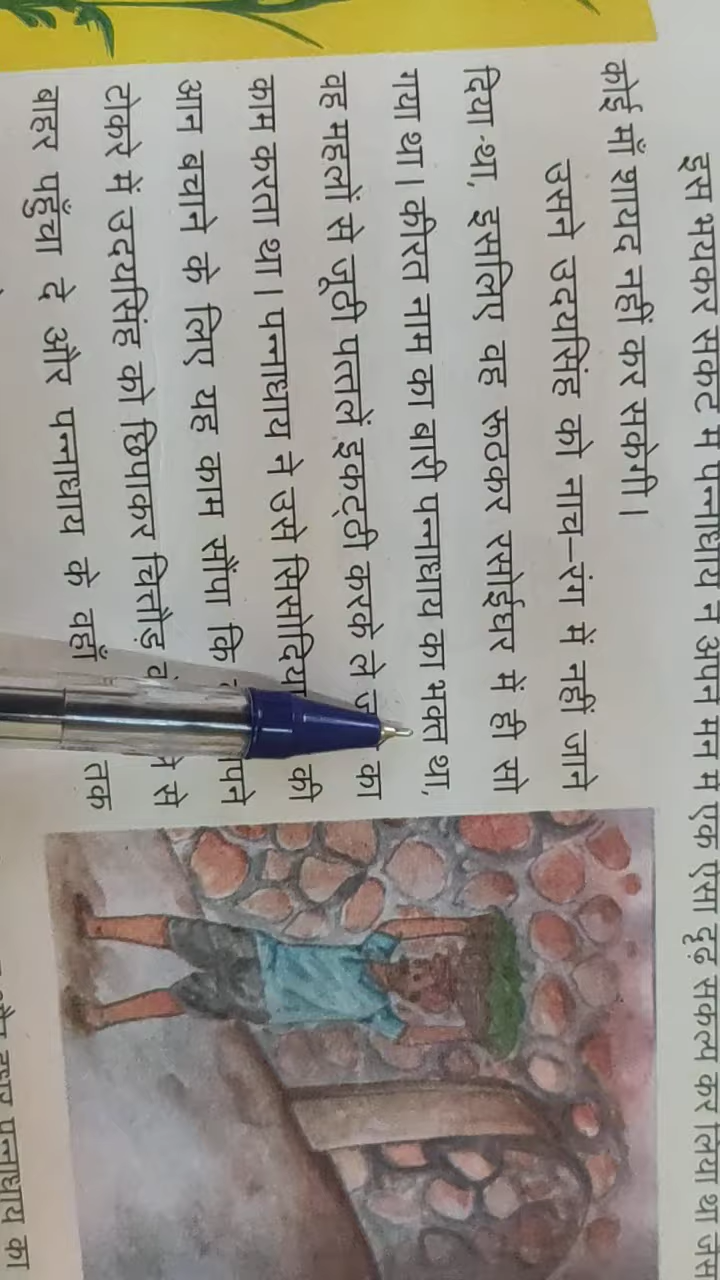 इस भयंकर संकट में पन्नाधाय ने अपने मन में एक ऐसा दृढ़ संकल्प कर लिया था जैसा
कोई माँ शायद नहीं कर सकेगी।
उसने उदयसिंह को नाच-रंग में नहीं जाने
दिया था, इसलिए वह रूठकर रसोईघर में ही सो
गया था। कीरत नाम का बारी पन्नाधाय का भक्त था,
वह महलों से जूठी पत्तलें इकट्ठी करके ले का
काम करता था। पन्नाधाय ने उसे सिसोदिया की
आन बचाने के लिए यह काम सौंपा कि
टोकरे में उदयसिंह को छिपाकर चित्तौड़ से
बाहर पहुँचा दे और पन्नाधाय के वहाँ तक
पन्नाधाय का